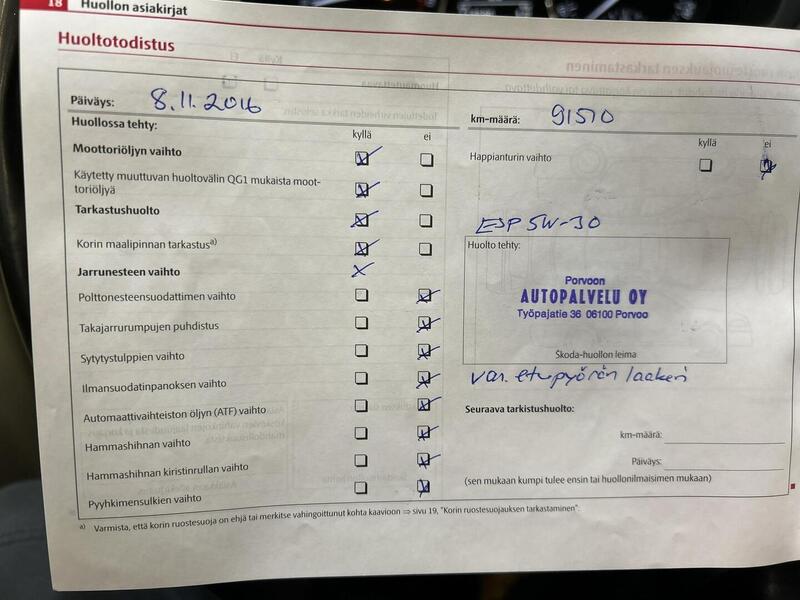 18 Huollon asiakirjat
Huoltotodistus
Päiväys: 8.11.2016
km-määrä: 91510
Huollossa tehty:
kyllä ei
kyllä ei
Moottoriöljyn vaihto
Happianturin vaihto
Käytetty muuttuvan huoltovälin QG1 mukaista moot-
toriöljyä
Tarkastushuolto
ESP 5W-30
Korin maalipinnan tarkastus a)
Huolto tehty:
Jarrunesteen vaihto
Porvoon
AUTOPALVELU OY
Työpajatie 36 06100 Porvoo
Polttonesteensuodattimen vaihto
Takajarrurumpujen puhdistus
Sytytystulppien vaihto
Škoda-huollon leima
Ilmansuodatinpanoksen vaihto
vas. etupyörän laakeri
Automaattivaihteiston öljyn (ATF) vaihto
Seuraava tarkistushuolto:
Hammashihnan vaihto
km-määrä:
Hammashihnan kiristinrullan vaihto
Päiväys:
Pyyhkimensulkien vaihto
(sen mukaan kumpi tulee ensin tai huollonilmaisimen mukaan)
a) Varmista, että korin ruostesuoja on ehjä tai merkitse vahingoittunut kohta kaavioon ⇒ sivu 19, "Korin ruostesuojauksen tarkastaminen".